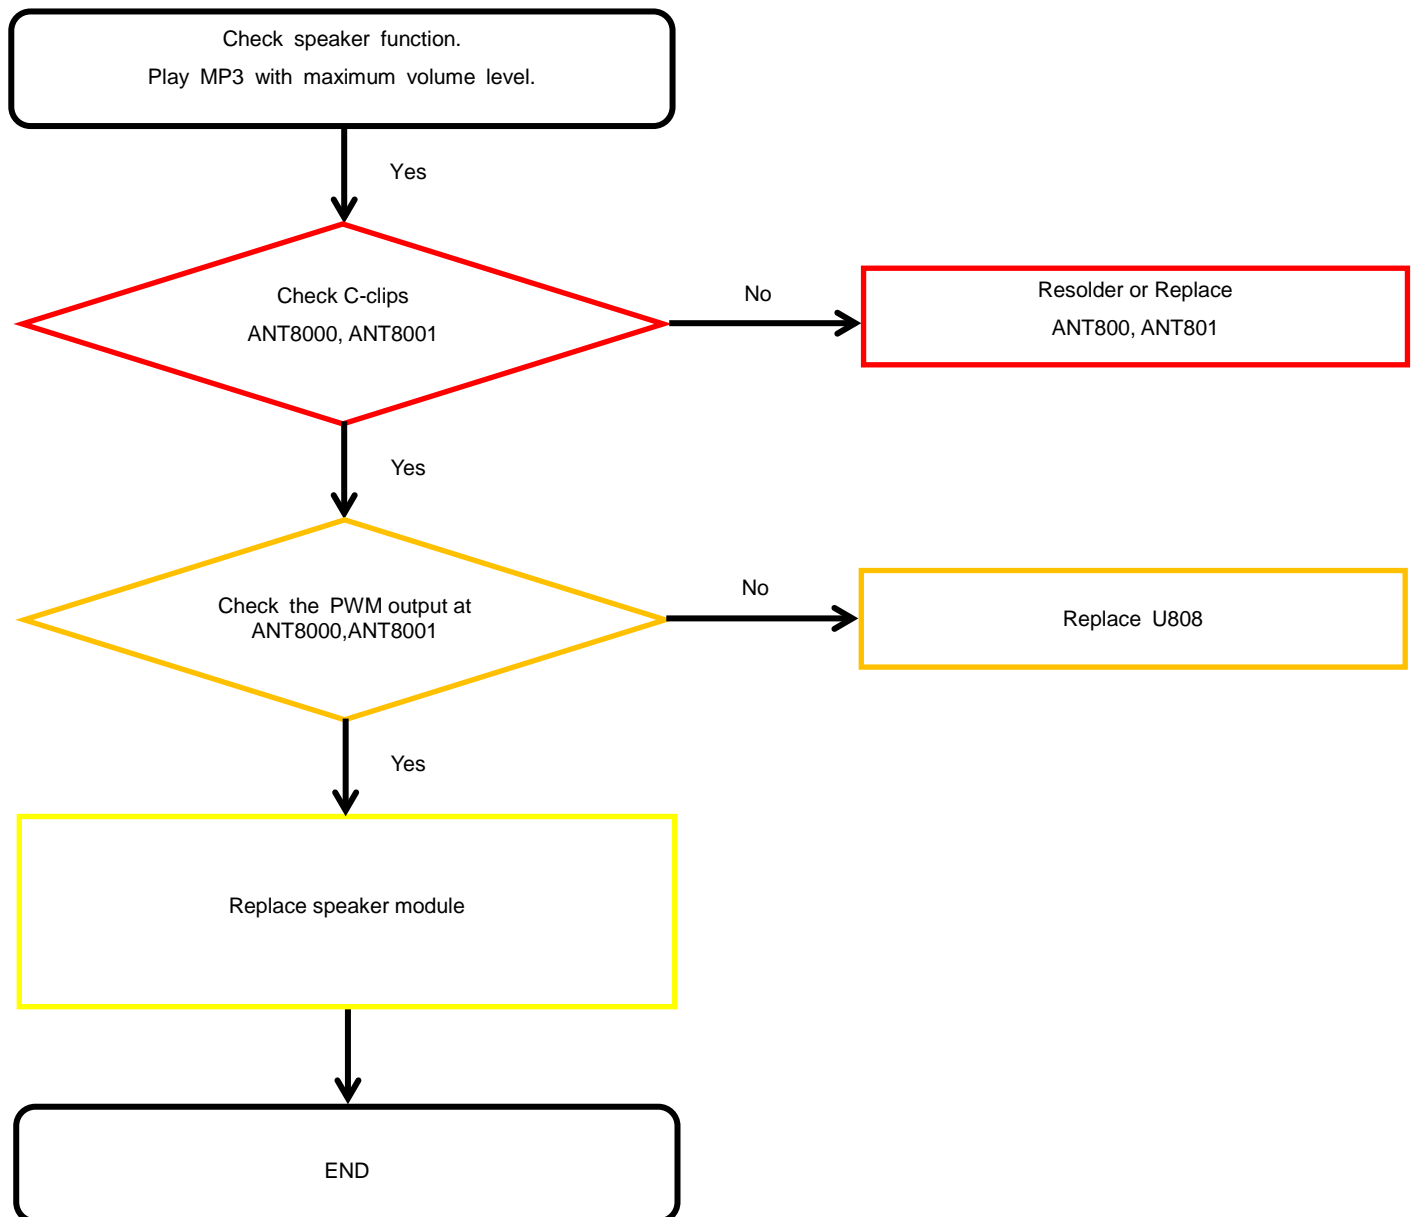 Check speaker function.
Play MP3 with maximum volume level.
Yes
Check C-clips
ANT8000, ANT8001
No
Resolder or Replace
ANT800, ANT801
Yes
Check the PWM output at
ANT8000,ANT8001
No
Replace U808
Yes
Replace speaker module
END